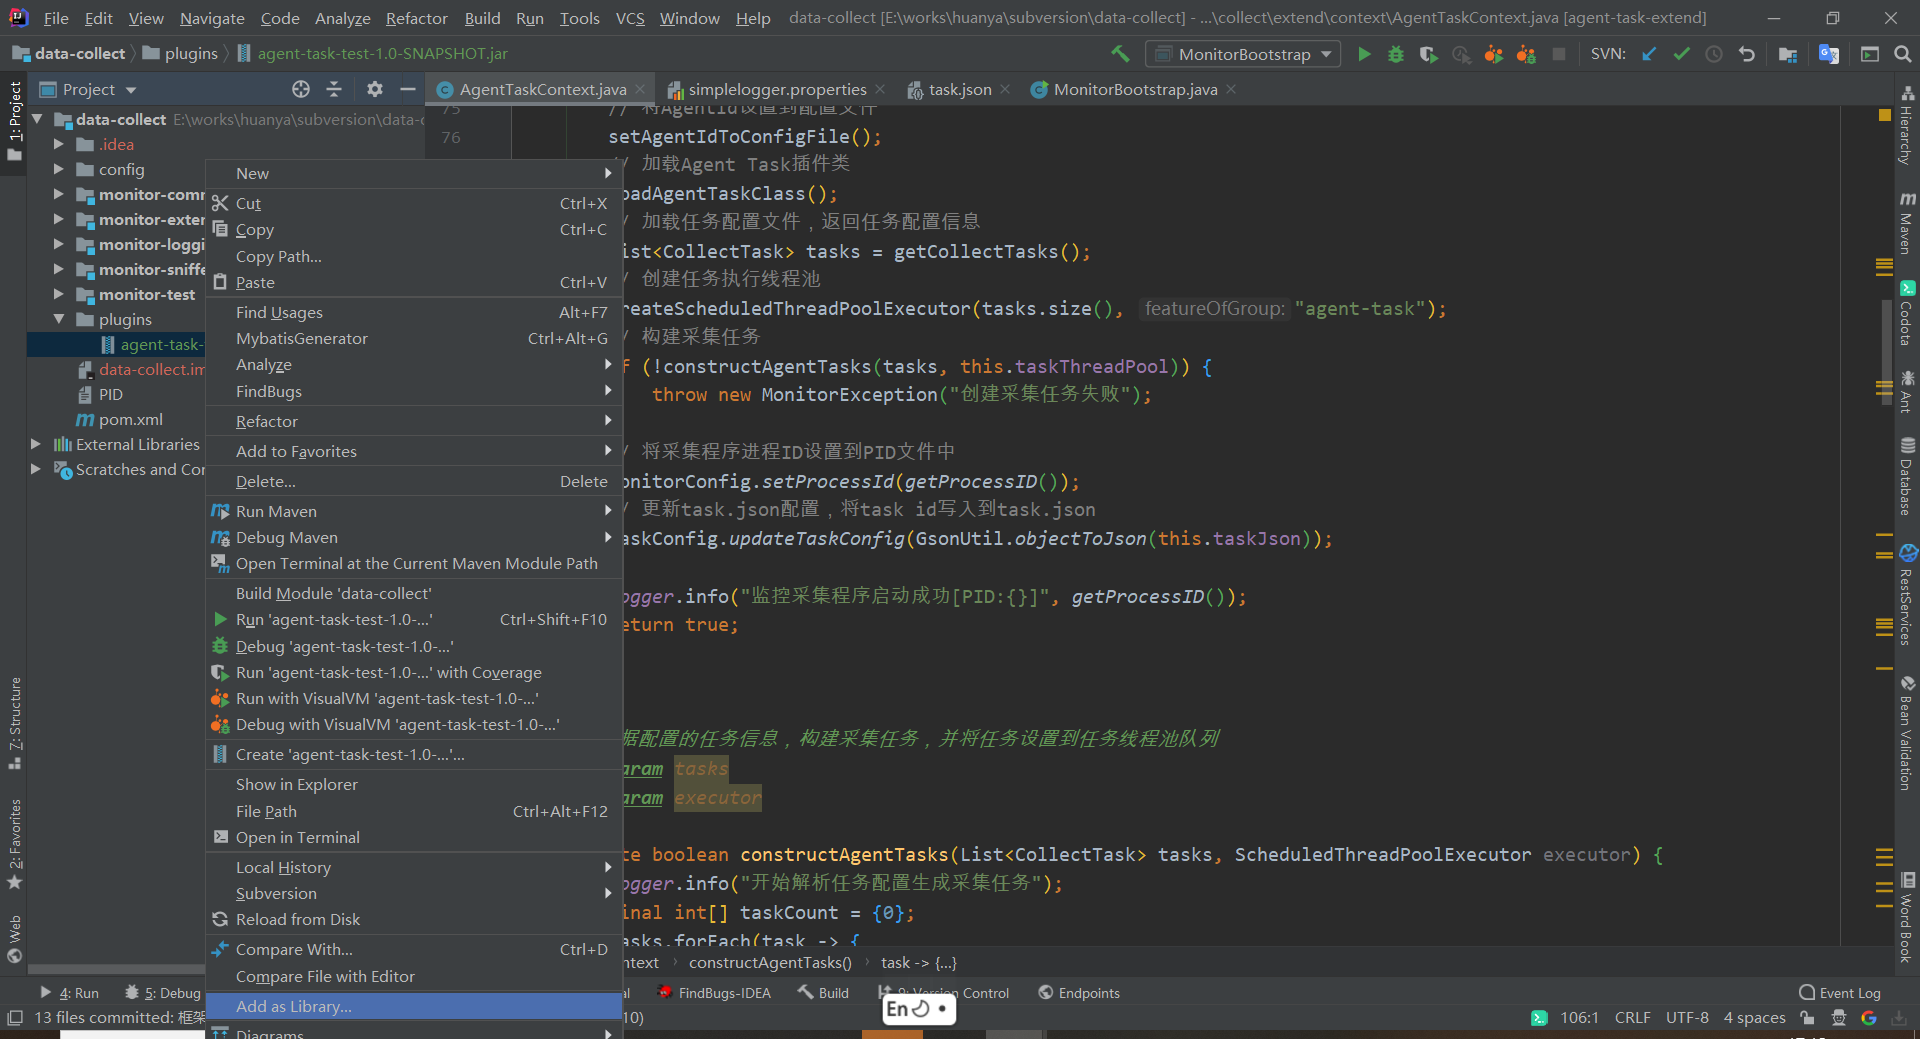 File Edit View Navigate Code Analyze Refactor Build Run Tools VCS Window Help data-collect [E:\works\huanya\subversion\data-collect] - ...\collect\extend\context\AgentTaskContext.java [agent-task-extend]
data-collect plugins agent-task-test-1.0-SNAPSHOT.jar MonitorBootstrap SVN:
Project AgentTaskContext.java simplelogger.properties task.json MonitorBootstrap.java
1: Project
7: Structure
2: Favorites
Web
data-collect E:\works\huanya\subversion\data-c
.idea
config
monitor-comr
monitor-exter
monitor-loggi
monitor-sniffe
monitor-test
plugins
agent-task-
data-collect.im
PID
pom.xml
External Libraries
Scratches and Cor
New
Cut Ctrl+X
Copy Ctrl+C
Copy Path...
Paste Ctrl+V
Find Usages Alt+F7
MybatisGenerator Ctrl+Alt+G
Analyze
FindBugs
Refactor
Add to Favorites
Delete... Delete
Run Maven
Debug Maven
Open Terminal at the Current Maven Module Path
Build Module 'data-collect'
Run 'agent-task-test-1.0-...' Ctrl+Shift+F10
Debug 'agent-task-test-1.0-...'
Run 'agent-task-test-1.0-...' with Coverage
Run with VisualVM 'agent-task-test-1.0-...'
Debug with VisualVM 'agent-task-test-1.0-...'
Create 'agent-task-test-1.0-...'...
Show in Explorer
File Path Ctrl+Alt+F12
Open in Terminal
Local History
Subversion
Reload from Disk
Compare With... Ctrl+D
Compare File with Editor
Add as Library...
Diagrams
75 // 将AgentId设置到配置文件
76 setAgentIdToConfigFile();
/ 加载Agent Task插件类
oadAgentTaskClass();
/ 加载任务配置文件，返回任务配置信息
ist<CollectTask> tasks = getCollectTasks();
/ 创建任务执行线程池
reateScheduledThreadPoolExecutor(tasks.size(), featureOfGroup: "agent-task");
/ 构建采集任务
f (!constructAgentTasks(tasks, this.taskThreadPool)) {
throw new MonitorException("创建采集任务失败");
/ 将采集程序进程ID设置到PID文件中
onitorConfig.setProcessId(getProcessID());
/ 更新task.json配置，将task id写入到task.json
askConfig.updateTaskConfig(GsonUtil.objectToJson(this.taskJson));
ogger.info("监控采集程序启动成功[PID:{}]", getProcessID());
eturn true;
据配置的任务信息，构建采集任务，并将任务设置到任务线程池队列
aram tasks
aram executor
te boolean constructAgentTasks(List<CollectTask> tasks, ScheduledThreadPoolExecutor executor) {
ogger.info("开始解析任务配置生成采集任务");
inal int[] taskCount = {0};
asks.forEach(task -> {
ntext constructAgentTasks() task -> {...}
Hierarchy
Maven
Codota
Ant
Database
RestServices
Bean Validation
Word Book
4: Run 5: Debug al FindBugs-IDEA Build 9: Version Control Endpoints Event Log
13 files committed: 框架 10) 106:1 CRLF UTF-8 4 spaces
En